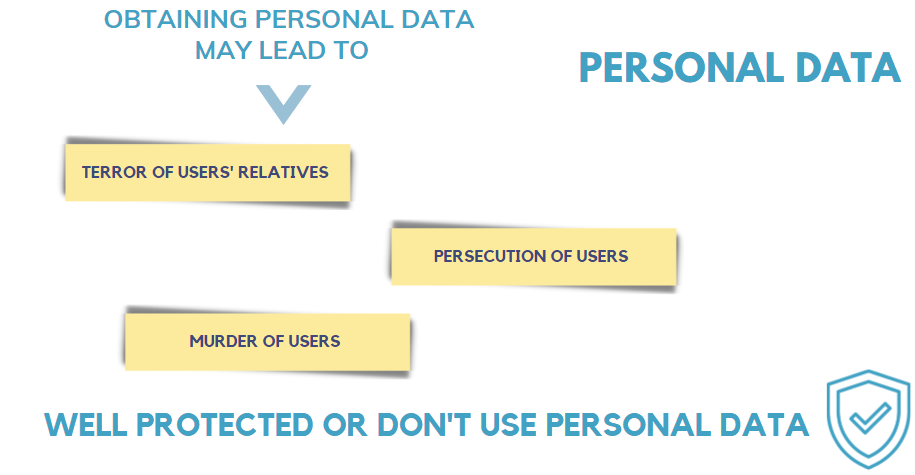 OBTAINING PERSONAL DATA
MAY LEAD TO
PERSONAL DATA
TERROR OF USERS' RELATIVES
PERSECUTION OF USERS
MURDER OF USERS
WELL PROTECTED OR DON'T USE PERSONAL DATA